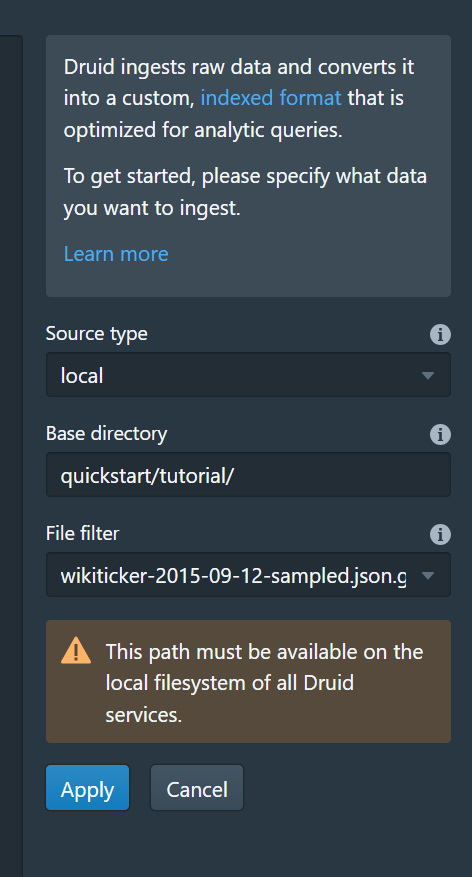 Druid ingests raw data and converts it
into a custom, indexed format that is
optimized for analytic queries.
To get started, please specify what data
you want to ingest.
Learn more
Source type
local
Base directory
quickstart/tutorial/
File filter
wikiticker-2015-09-12-sampled.json.g
This path must be available on the
local filesystem of all Druid
services.
Apply
Cancel